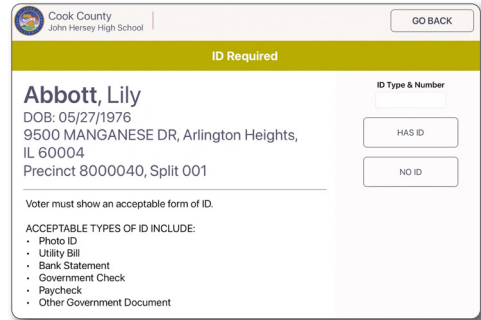 Cook County
John Hersey High School
GO BACK
ID Required
Abbott, Lily
DOB: 05/27/1976
9500 MANGANESE DR, Arlington Heights,
IL 60004
Precinct 8000040, Split 001
ID Type & Number
HAS ID
NO ID
Voter must show an acceptable form of ID.
ACCEPTABLE TYPES OF ID INCLUDE:
• Photo ID
• Utility Bill
• Bank Statement
• Government Check
• Paycheck
• Other Government Document